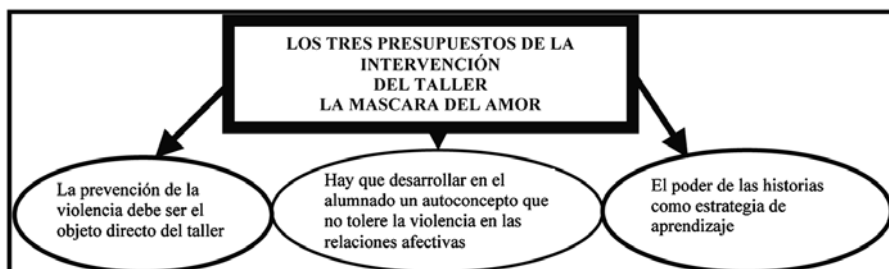 LOS TRES PRESUPUESTOS DE LA
INTERVENCIÓN
DEL TALLER
LA MASCARA DEL AMOR
La prevención de la
violencia debe ser el
objeto directo del taller
Hay que desarrollar en el
alumnado un autoconcepto que
no tolere la violencia en las
relaciones afectivas
El poder de las historias
como estrategia de
aprendizaje